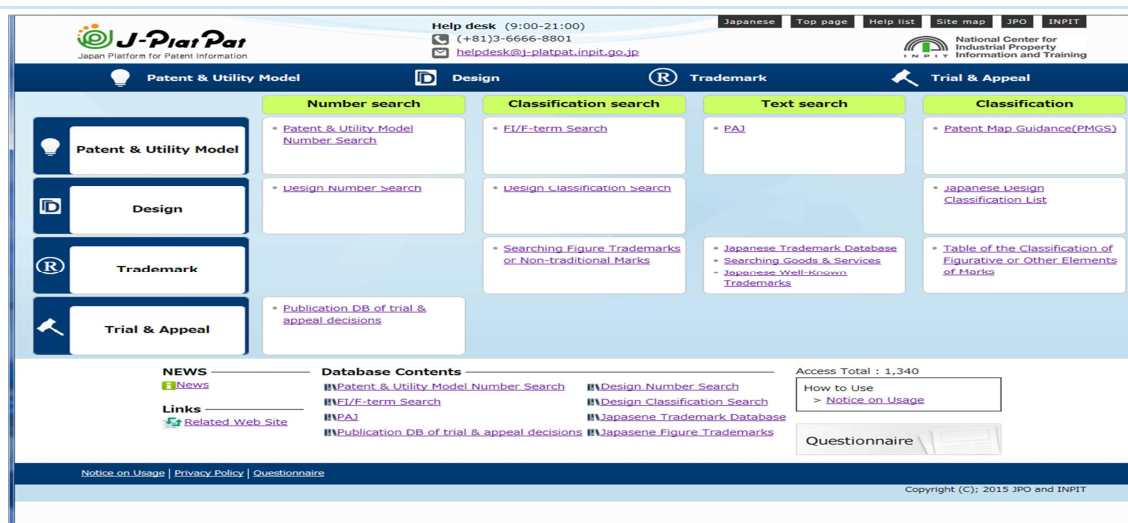 Japanese Top page Help list Site map JPO INPIT
J-PlatPat
Japan Platform for Patent Information
Help desk (9:00-21:00)
(+81)3-6666-8801
helpdesk@j-platpat.inpit.go.jp
INPIT
National Center for
Industrial Property
Information and Training
Patent & Utility Model
D Design
R Trademark
Trial & Appeal
Number search Classification search Text search Classification
Patent & Utility Model
• Patent & Utility Model
Number Search
• FI/F-term Search
• PAJ
• Patent Map Guidance(PMGS)
D Design
• Design Number Search
• Design Classification Search
• Japanese Design
Classification List
R Trademark
• Searching Figure Trademarks
or Non-traditional Marks
• Japanese Trademark Database
• Searching Goods & Services
• Japanese Well-Known
Trademarks
• Table of the Classification of
Figurative or Other Elements
of Marks
Trial & Appeal
• Publication DB of trial &
appeal decisions
NEWS
News
Links
Related Web Site
Database Contents
Patent & Utility Model Number Search
FI/F-term Search
PAJ
Publication DB of trial & appeal decisions
Design Number Search
Design Classification Search
Japasene Trademark Database
Japasene Figure Trademarks
Access Total : 1,340
How to Use
> Notice on Usage
Questionnaire
Notice on Usage | Privacy Policy | Questionnaire
Copyright (C); 2015 JPO and INPIT